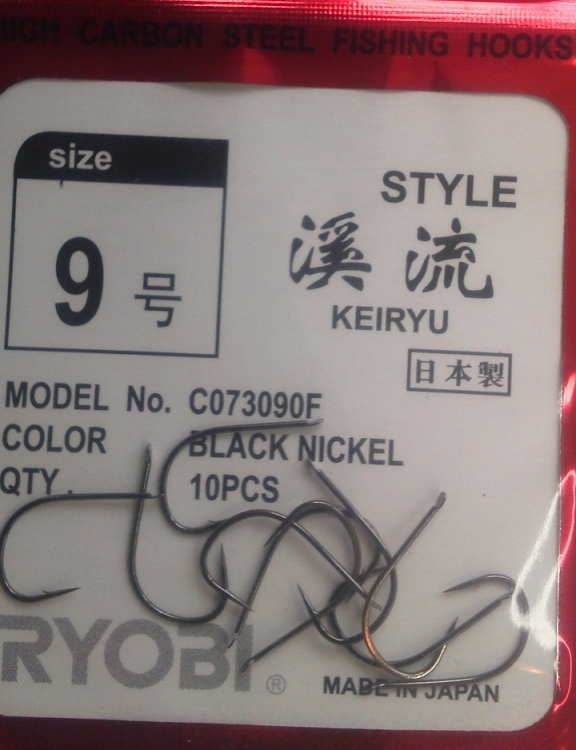 HIGH CARBON STEEL FISHING HOOKS
size
9号
STYLE
溪流
KEIRYU
日本製
MODEL No. C073090F
COLOR BLACK NICKEL
QTY. 10PCS
RYOBI ®
MADE IN JAPAN